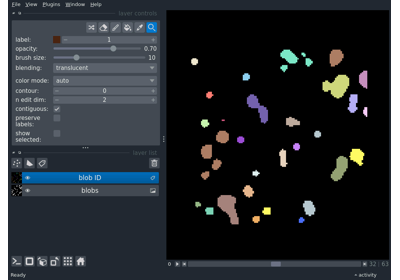 File View Plugins Window Help
layer controls
label: 1
opacity: 0.70
brush size: 10
blending: translucent
color mode: auto
contour: 0
n edit dim: 2
contiguous:
preserve
labels:
show
selected:
layer list
blob ID
blobs
32 63
Ready
activity